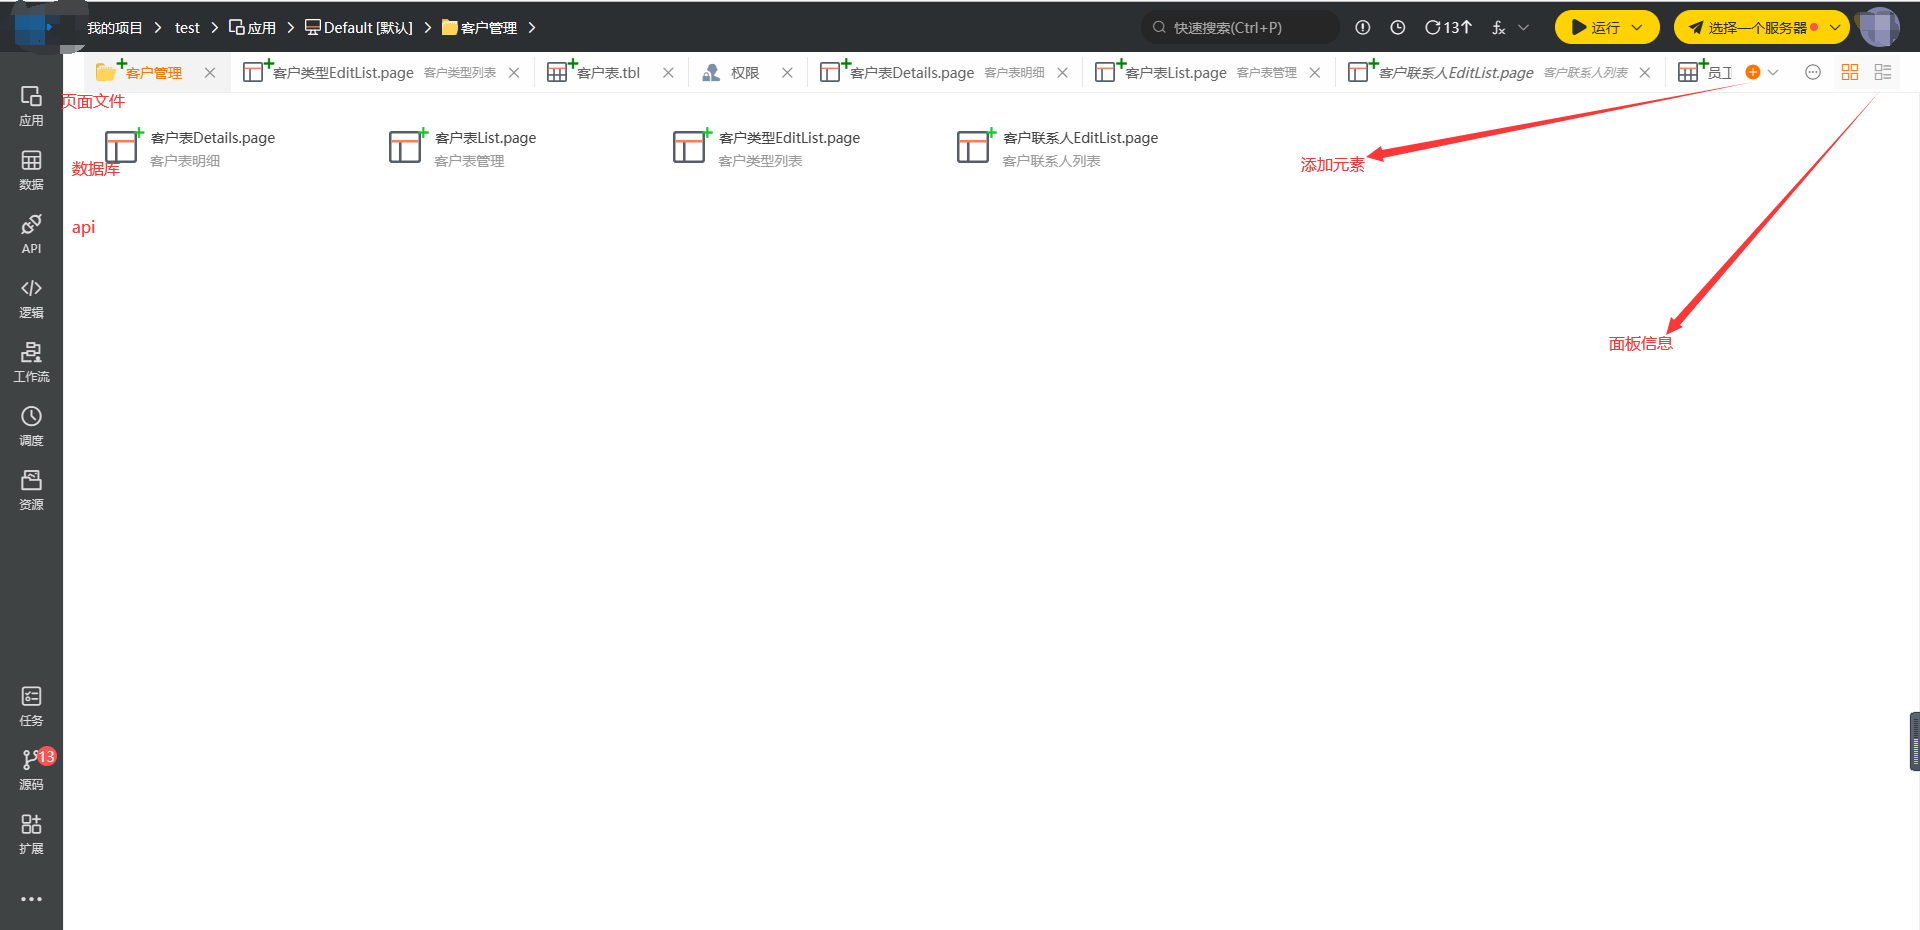 我的项目 > test > 应用 > Default [默认] > 客户管理 >
快速搜索(Ctrl+P)
13↑
运行
选择一个服务器
客户管理
客户类型EditList.page 客户类型列表
客户表.tbl
权限
客户表Details.page 客户表明细
客户表List.page 客户表管理
客户联系人EditList.page 客户联系人列表
员工
应用
数据
API
逻辑
工作流
调度
资源
任务
源码
13
扩展
页面文件
数据库
api
客户表Details.page
客户表明细
客户表List.page
客户表管理
客户类型EditList.page
客户类型列表
客户联系人EditList.page
客户联系人列表
添加元素
面板信息